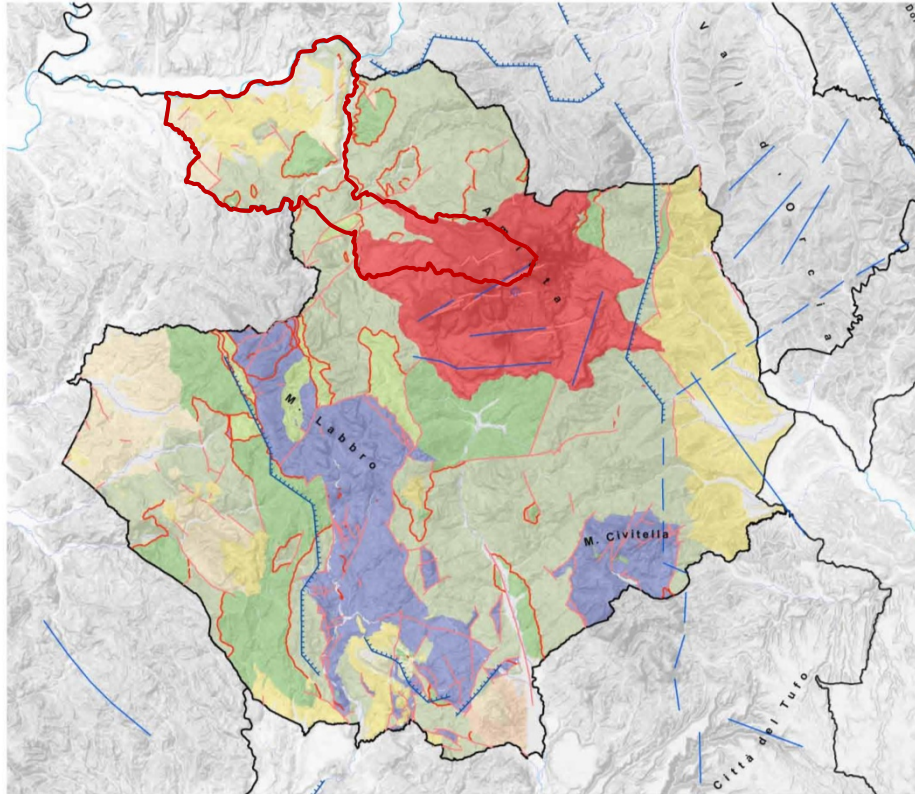 Val d'Orcia
Amiata
M. Labbro
M. Civitella
Città del Tufo